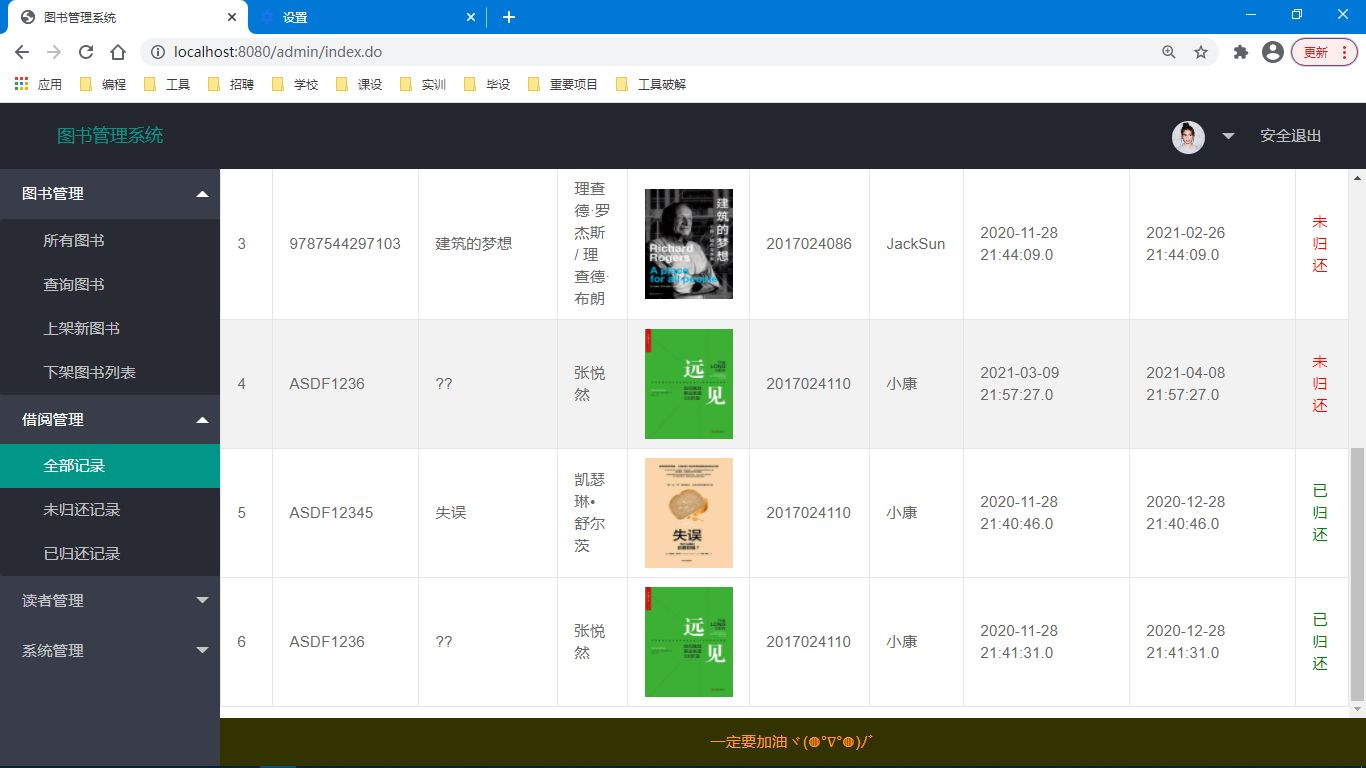 图书管理系统
设置
localhost:8080/admin/index.do
更新
应用 编程 工具 招聘 学校 课设 实训 毕设 重要项目 工具破解
图书管理系统
安全退出
图书管理
所有图书
查询图书
上架新图书
下架图书列表
借阅管理
全部记录
未归还记录
已归还记录
读者管理
系统管理
3
9787544297103
建筑的梦想
理查
德·罗
杰斯
/ 理
查德·
布朗
建筑的梦想
Richard
Rogers
A place
for all people
2017024086
JackSun
2020-11-28
21:44:09.0
2021-02-26
21:44:09.0
未
归
还
4
ASDF1236
??
张悦
然
远
见
2017024110
小康
2021-03-09
21:57:27.0
2021-04-08
21:57:27.0
未
归
还
5
ASDF12345
失误
凯瑟
琳•
舒尔
茨
失误
2017024110
小康
2020-11-28
21:40:46.0
2020-12-28
21:40:46.0
已
归
还
6
ASDF1236
??
张悦
然
远
见
2017024110
小康
2020-11-28
21:41:31.0
2020-12-28
21:41:31.0
已
归
还
一定要加油ヾ(◍°∇°◍)ﾉﾞ